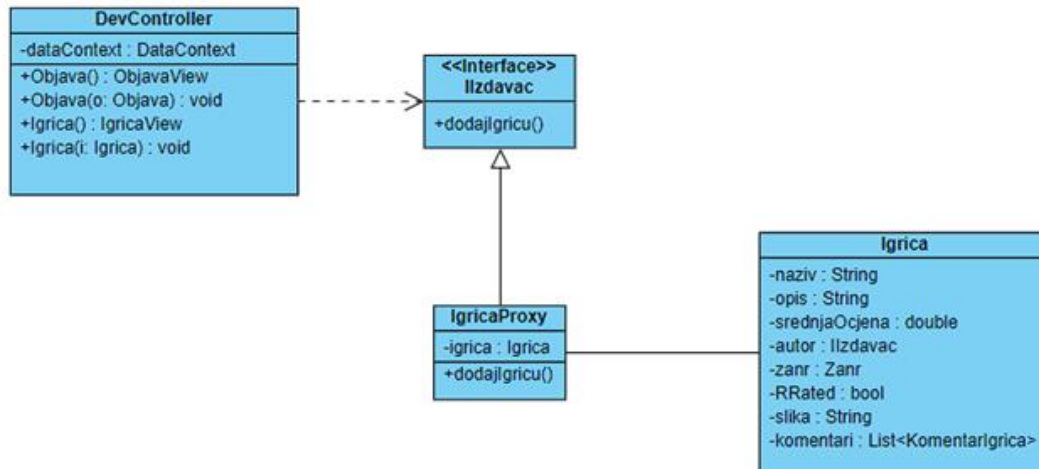 DevController
-dataContext : DataContext
+Objava() : ObjavaView
+Objava(o: Objava) : void
+Igrica() : IgricaView
+Igrica(i: Igrica) : void
<<Interface>>
IIzdavac
+dodajIgricu()
IgricaProxy
-igrica : Igrica
+dodajIgricu()
Igrica
-naziv : String
-opis : String
-srednjaOcjena : double
-autor : IIzdavac
-zanr : Zanr
-RRated : bool
-slika : String
-komentari : List<KomentarIgrica>